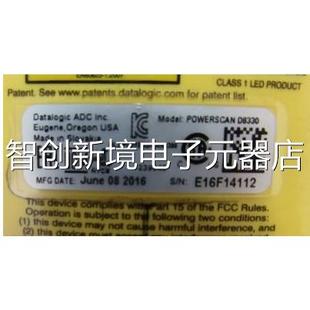 CLASS 1 LED PRODUCT
See www.patents.datalogic.com for patent list.
Datalogic ADC Inc.
Eugene, Oregon USA
Made in Slovakia
Model: POWERSCAN D8330
智创新境电子元器店
MFG DATE: June 08 2016
S/N: E16F14112
This device complies with Part 15 of the FCC Rules.
Operation is subject to the following two conditions:
(1) this device may not cause harmful interference, and